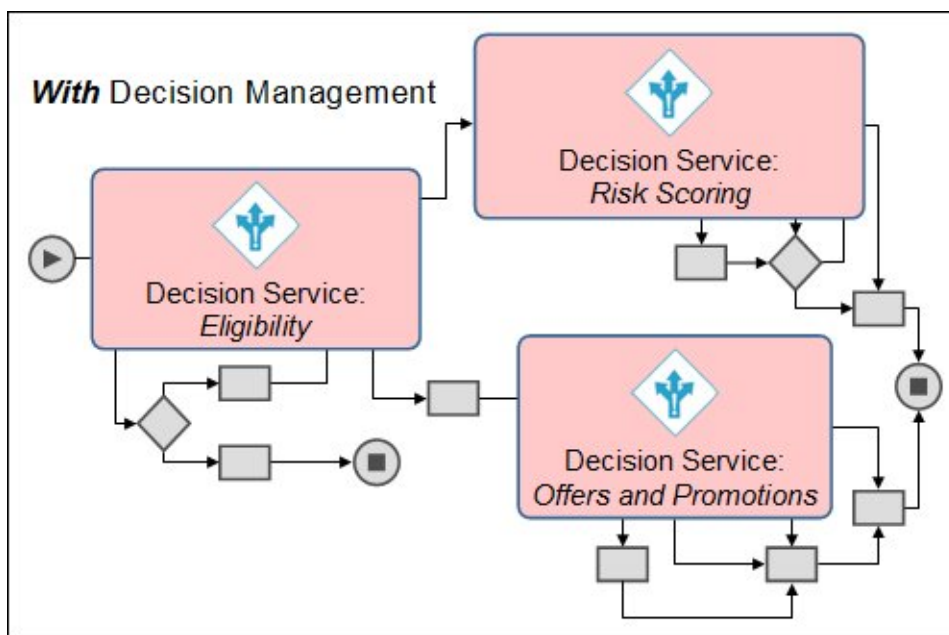 With Decision Management
Decision Service:
Risk Scoring
Decision Service:
Eligibility
Decision Service:
Offers and Promotions